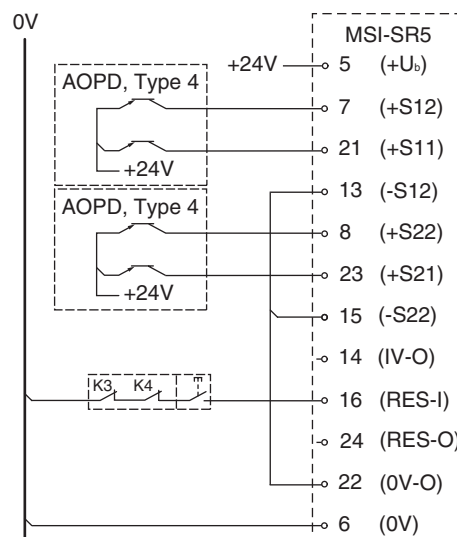 0V
MSI-SR5
+24V 5 (+Ub)
AOPD, Type 4
7 (+S12)
21 (+S11)
+24V
13 (-S12)
AOPD, Type 4
8 (+S22)
23 (+S21)
+24V
15 (-S22)
14 (IV-O)
K3 K4
16 (RES-I)
24 (RES-O)
22 (0V-O)
6 (0V)